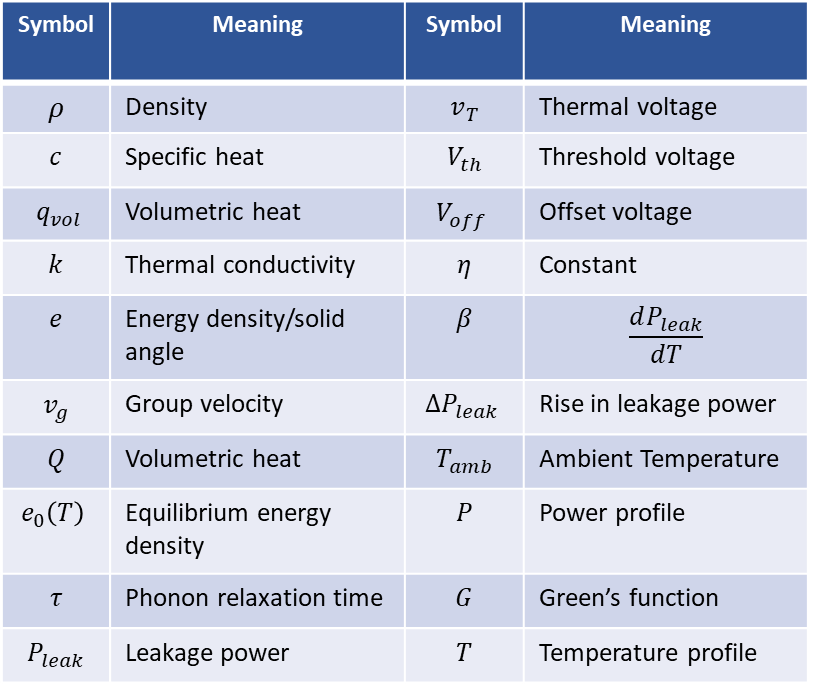 Symbol Meaning Symbol Meaning
ρ Density v_T Thermal voltage
c Specific heat V_th Threshold voltage
q_vol Volumetric heat V_off Offset voltage
k Thermal conductivity η Constant
e Energy density/solid
angle β dP_leak/dT
v_g Group velocity ΔP_leak Rise in leakage power
Q Volumetric heat T_amb Ambient Temperature
e_0(T) Equilibrium energy
density P Power profile
τ Phonon relaxation time G Green’s function
P_leak Leakage power T Temperature profile